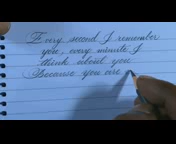 Every second I remember
you, every minute I
think about you
Because you are